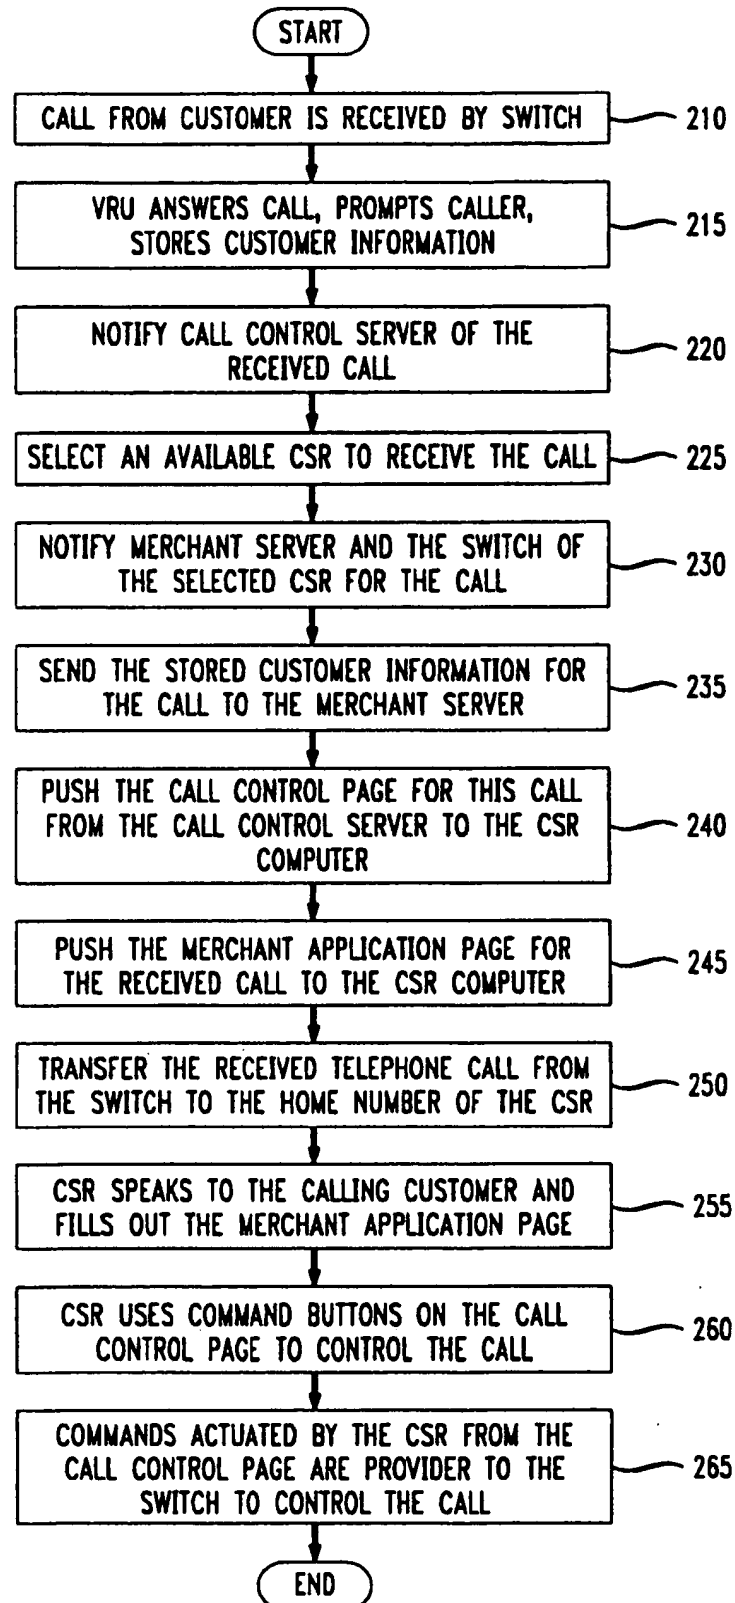 START
CALL FROM CUSTOMER IS RECEIVED BY SWITCH
210
VRU ANSWERS CALL, PROMPTS CALLER,
STORES CUSTOMER INFORMATION
215
NOTIFY CALL CONTROL SERVER OF THE
RECEIVED CALL
220
SELECT AN AVAILABLE CSR TO RECEIVE THE CALL
225
NOTIFY MERCHANT SERVER AND THE SWITCH OF
THE SELECTED CSR FOR THE CALL
230
SEND THE STORED CUSTOMER INFORMATION FOR
THE CALL TO THE MERCHANT SERVER
235
PUSH THE CALL CONTROL PAGE FOR THIS CALL
FROM THE CALL CONTROL SERVER TO THE CSR
COMPUTER
240
PUSH THE MERCHANT APPLICATION PAGE FOR
THE RECEIVED CALL TO THE CSR COMPUTER
245
TRANSFER THE RECEIVED TELEPHONE CALL FROM
THE SWITCH TO THE HOME NUMBER OF THE CSR
250
CSR SPEAKS TO THE CALLING CUSTOMER AND
FILLS OUT THE MERCHANT APPLICATION PAGE
255
CSR USES COMMAND BUTTONS ON THE CALL
CONTROL PAGE TO CONTROL THE CALL
260
COMMANDS ACTUATED BY THE CSR FROM THE
CALL CONTROL PAGE ARE PROVIDER TO THE
SWITCH TO CONTROL THE CALL
265
END